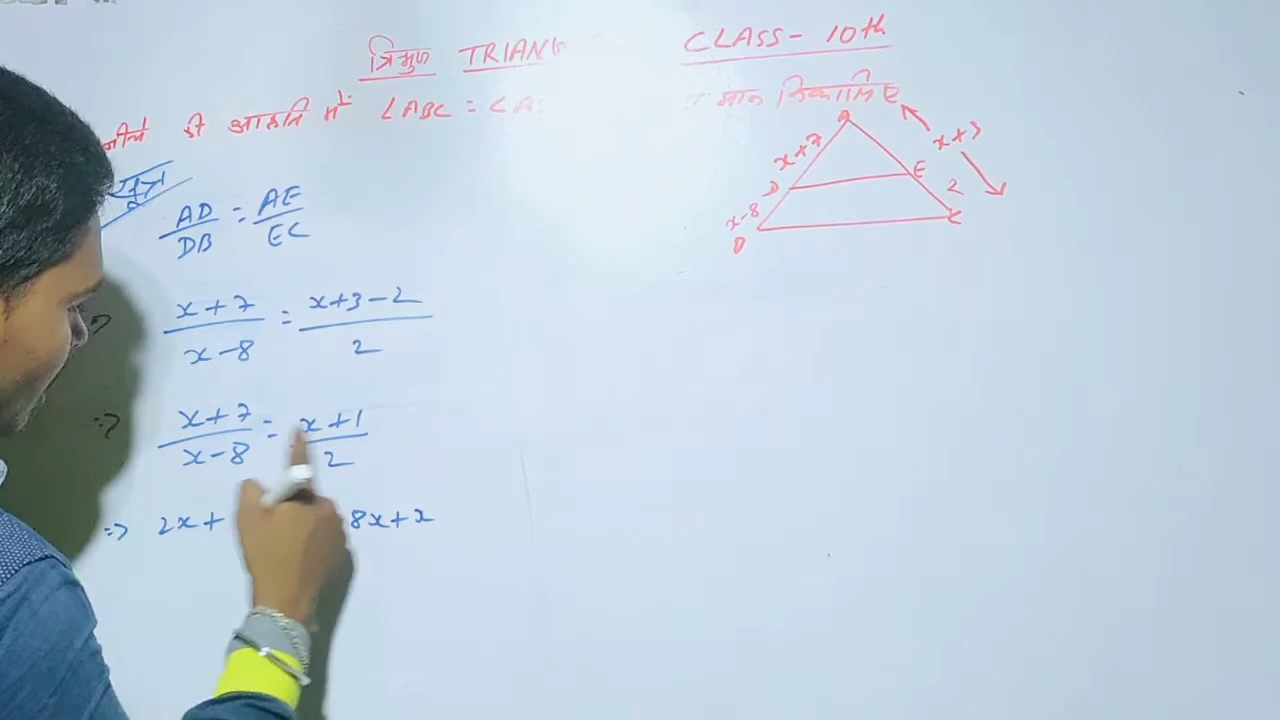 त्रिभुज TRIANG CLASS - 10th
नीचे दी आकृति में ∠ABC = ∠A मान निकालिए
A
x+7
x+3
D
E
2
x-8
C
AD/DB = AE/EC
⇒ x+7/x-8 = x+3-2/2
⇒ x+7/x-8 = x+1/2
⇒ 2x+ 8x+x